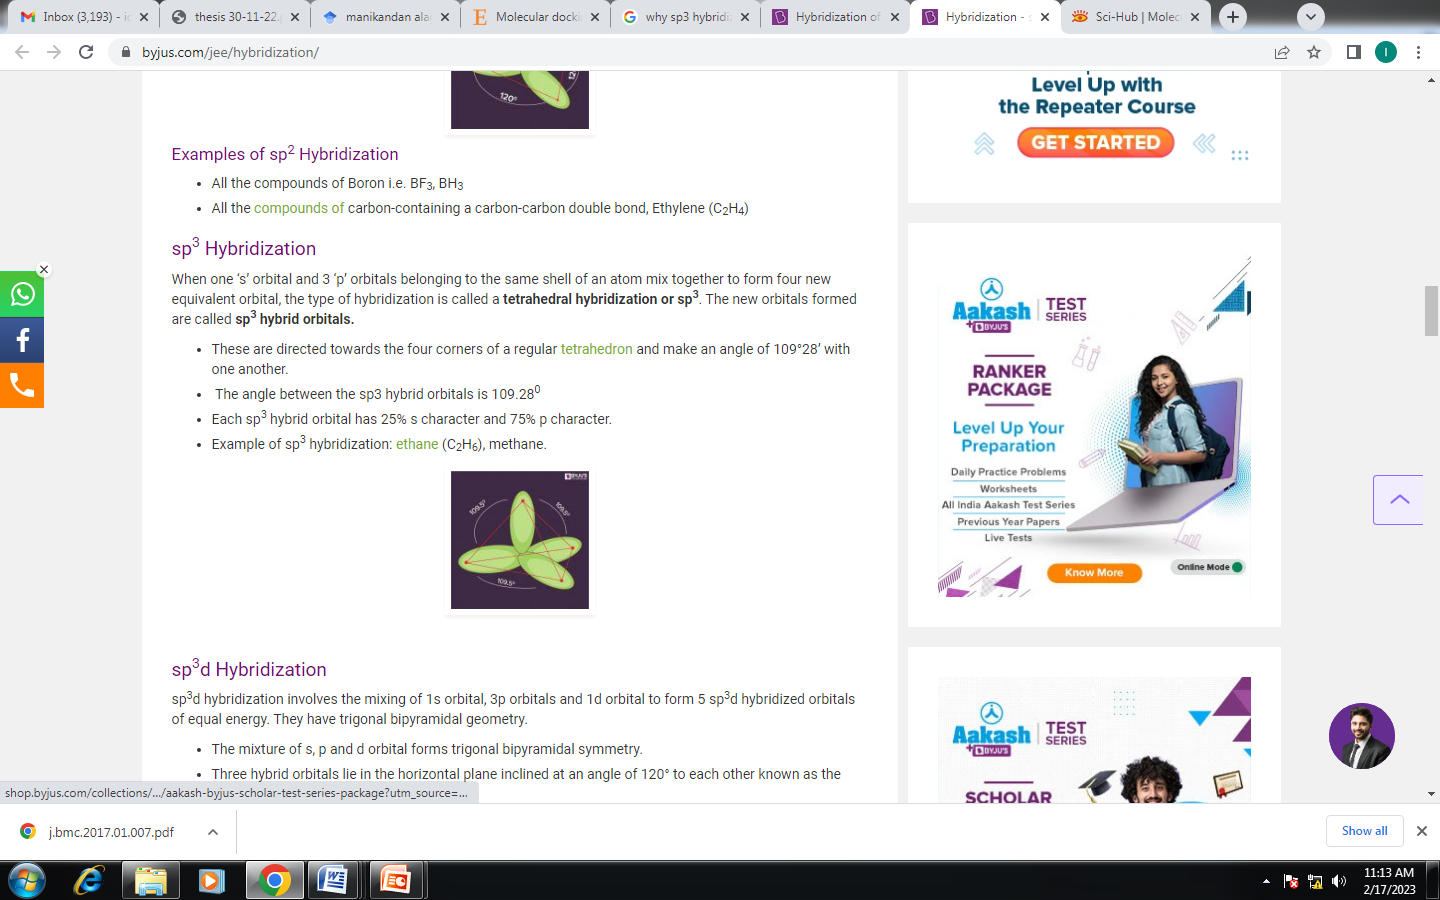 Inbox (3,193) - i
thesis 30-11-22.
manikandan ala
Molecular docki
why sp3 hybridi
Hybridization of
Hybridization - s
Sci-Hub | Molec
byjus.com/jee/hybridization/
I
120°
Examples of sp2 Hybridization
All the compounds of Boron i.e. BF3, BH3
All the compounds of carbon-containing a carbon-carbon double bond, Ethylene (C2H4)
sp3 Hybridization
When one ‘s’ orbital and 3 ‘p’ orbitals belonging to the same shell of an atom mix together to form four new
equivalent orbital, the type of hybridization is called a tetrahedral hybridization or sp3. The new orbitals formed
are called sp3 hybrid orbitals.
These are directed towards the four corners of a regular tetrahedron and make an angle of 109°28’ with
one another.
The angle between the sp3 hybrid orbitals is 109.280
Each sp3 hybrid orbital has 25% s character and 75% p character.
Example of sp3 hybridization: ethane (C2H6), methane.
BYJU'S
109.5°
109.5°
109.5°
sp3d Hybridization
sp3d hybridization involves the mixing of 1s orbital, 3p orbitals and 1d orbital to form 5 sp3d hybridized orbitals
of equal energy. They have trigonal bipyramidal geometry.
The mixture of s, p and d orbital forms trigonal bipyramidal symmetry.
Three hybrid orbitals lie in the horizontal plane inclined at an angle of 120° to each other known as the
Level Up with
the Repeater Course
GET STARTED
Aakash
+BYJU'S
TEST
SERIES
RANKER
PACKAGE
Level Up Your
Preparation
Daily Practice Problems
Worksheets
All India Aakash Test Series
Previous Year Papers
Live Tests
Know More
Online Mode
Aakash
+BYJU'S
TEST
SERIES
SCHOLAR
shop.byjus.com/collections/.../aakash-byjus-scholar-test-series-package?utm_source=...
j.bmc.2017.01.007.pdf
Show all
11:13 AM
2/17/2023